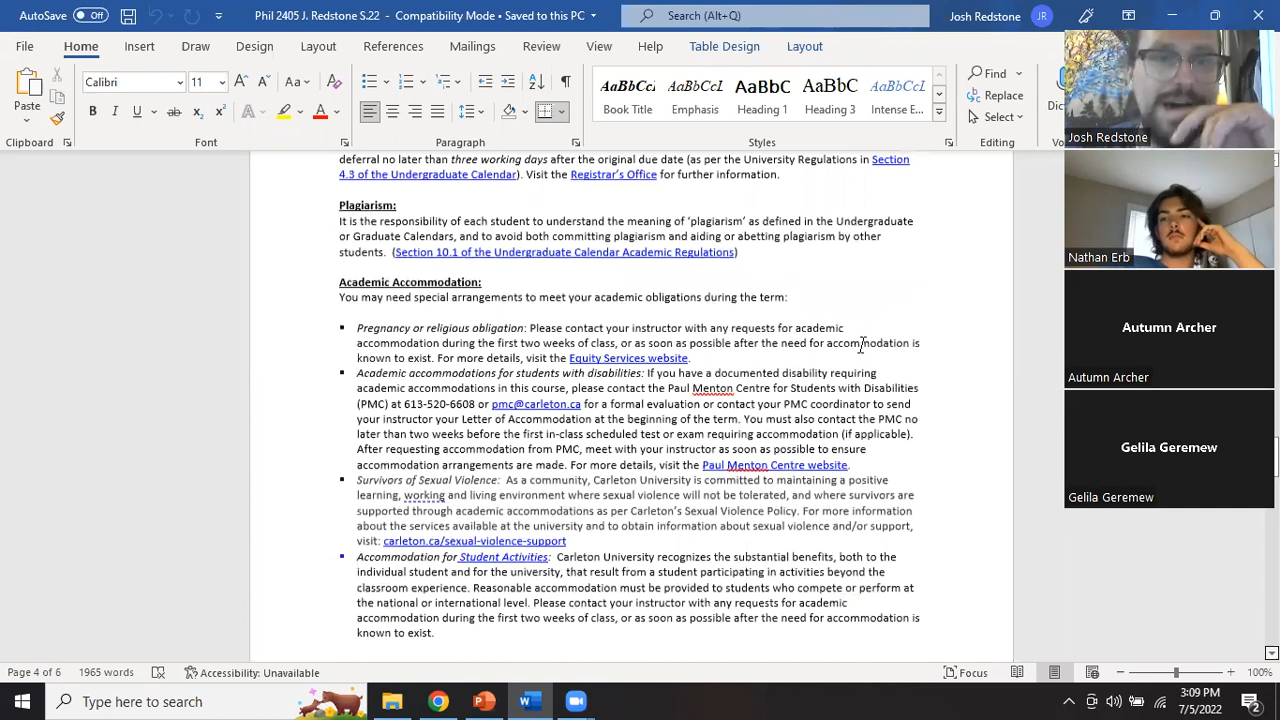 AutoSave Off
Phil 2405 J. Redstone S.22 - Compatibility Mode • Saved to this PC
Search (Alt+Q)
Josh Redstone JR
File Home Insert Draw Design Layout References Mailings Review View Help Table Design Layout
Paste
Clipboard
Calibri 11
Font
Paragraph
AaBbCc AaBbCcL AaBbCc AaBbC AaBbCcL
Book Title Emphasis Heading 1 Heading 3 Intense E...
Styles
Find
Replace
Select
Editing
deferral no later than three working days after the original due date (as per the University Regulations in Section
4.3 of the Undergraduate Calendar). Visit the Registrar's Office for further information.
Plagiarism:
It is the responsibility of each student to understand the meaning of 'plagiarism' as defined in the Undergraduate
or Graduate Calendars, and to avoid both committing plagiarism and aiding or abetting plagiarism by other
students. (Section 10.1 of the Undergraduate Calendar Academic Regulations)
Academic Accommodation:
You may need special arrangements to meet your academic obligations during the term:
▪ Pregnancy or religious obligation: Please contact your instructor with any requests for academic
accommodation during the first two weeks of class, or as soon as possible after the need for accommodation is
known to exist. For more details, visit the Equity Services website.
▪ Academic accommodations for students with disabilities: If you have a documented disability requiring
academic accommodations in this course, please contact the Paul Menton Centre for Students with Disabilities
(PMC) at 613-520-6608 or pmc@carleton.ca for a formal evaluation or contact your PMC coordinator to send
your instructor your Letter of Accommodation at the beginning of the term. You must also contact the PMC no
later than two weeks before the first in-class scheduled test or exam requiring accommodation (if applicable).
After requesting accommodation from PMC, meet with your instructor as soon as possible to ensure
accommodation arrangements are made. For more details, visit the Paul Menton Centre website.
▪ Survivors of Sexual Violence: As a community, Carleton University is committed to maintaining a positive
learning, working and living environment where sexual violence will not be tolerated, and where survivors are
supported through academic accommodations as per Carleton's Sexual Violence Policy. For more information
about the services available at the university and to obtain information about sexual violence and/or support,
visit: carleton.ca/sexual-violence-support
▪ Accommodation for Student Activities: Carleton University recognizes the substantial benefits, both to the
individual student and for the university, that result from a student participating in activities beyond the
classroom experience. Reasonable accommodation must be provided to students who compete or perform at
the national or international level. Please contact your instructor with any requests for academic
accommodation during the first two weeks of class, or as soon as possible after the need for accommodation is
known to exist.
Josh Redstone
Nathan Erb
Autumn Archer
Autumn Archer
Gelila Geremew
Gelila Geremew
Page 4 of 6 1965 words Accessibility: Unavailable Focus 100%
Type here to search
3:09 PM
7/5/2022
2